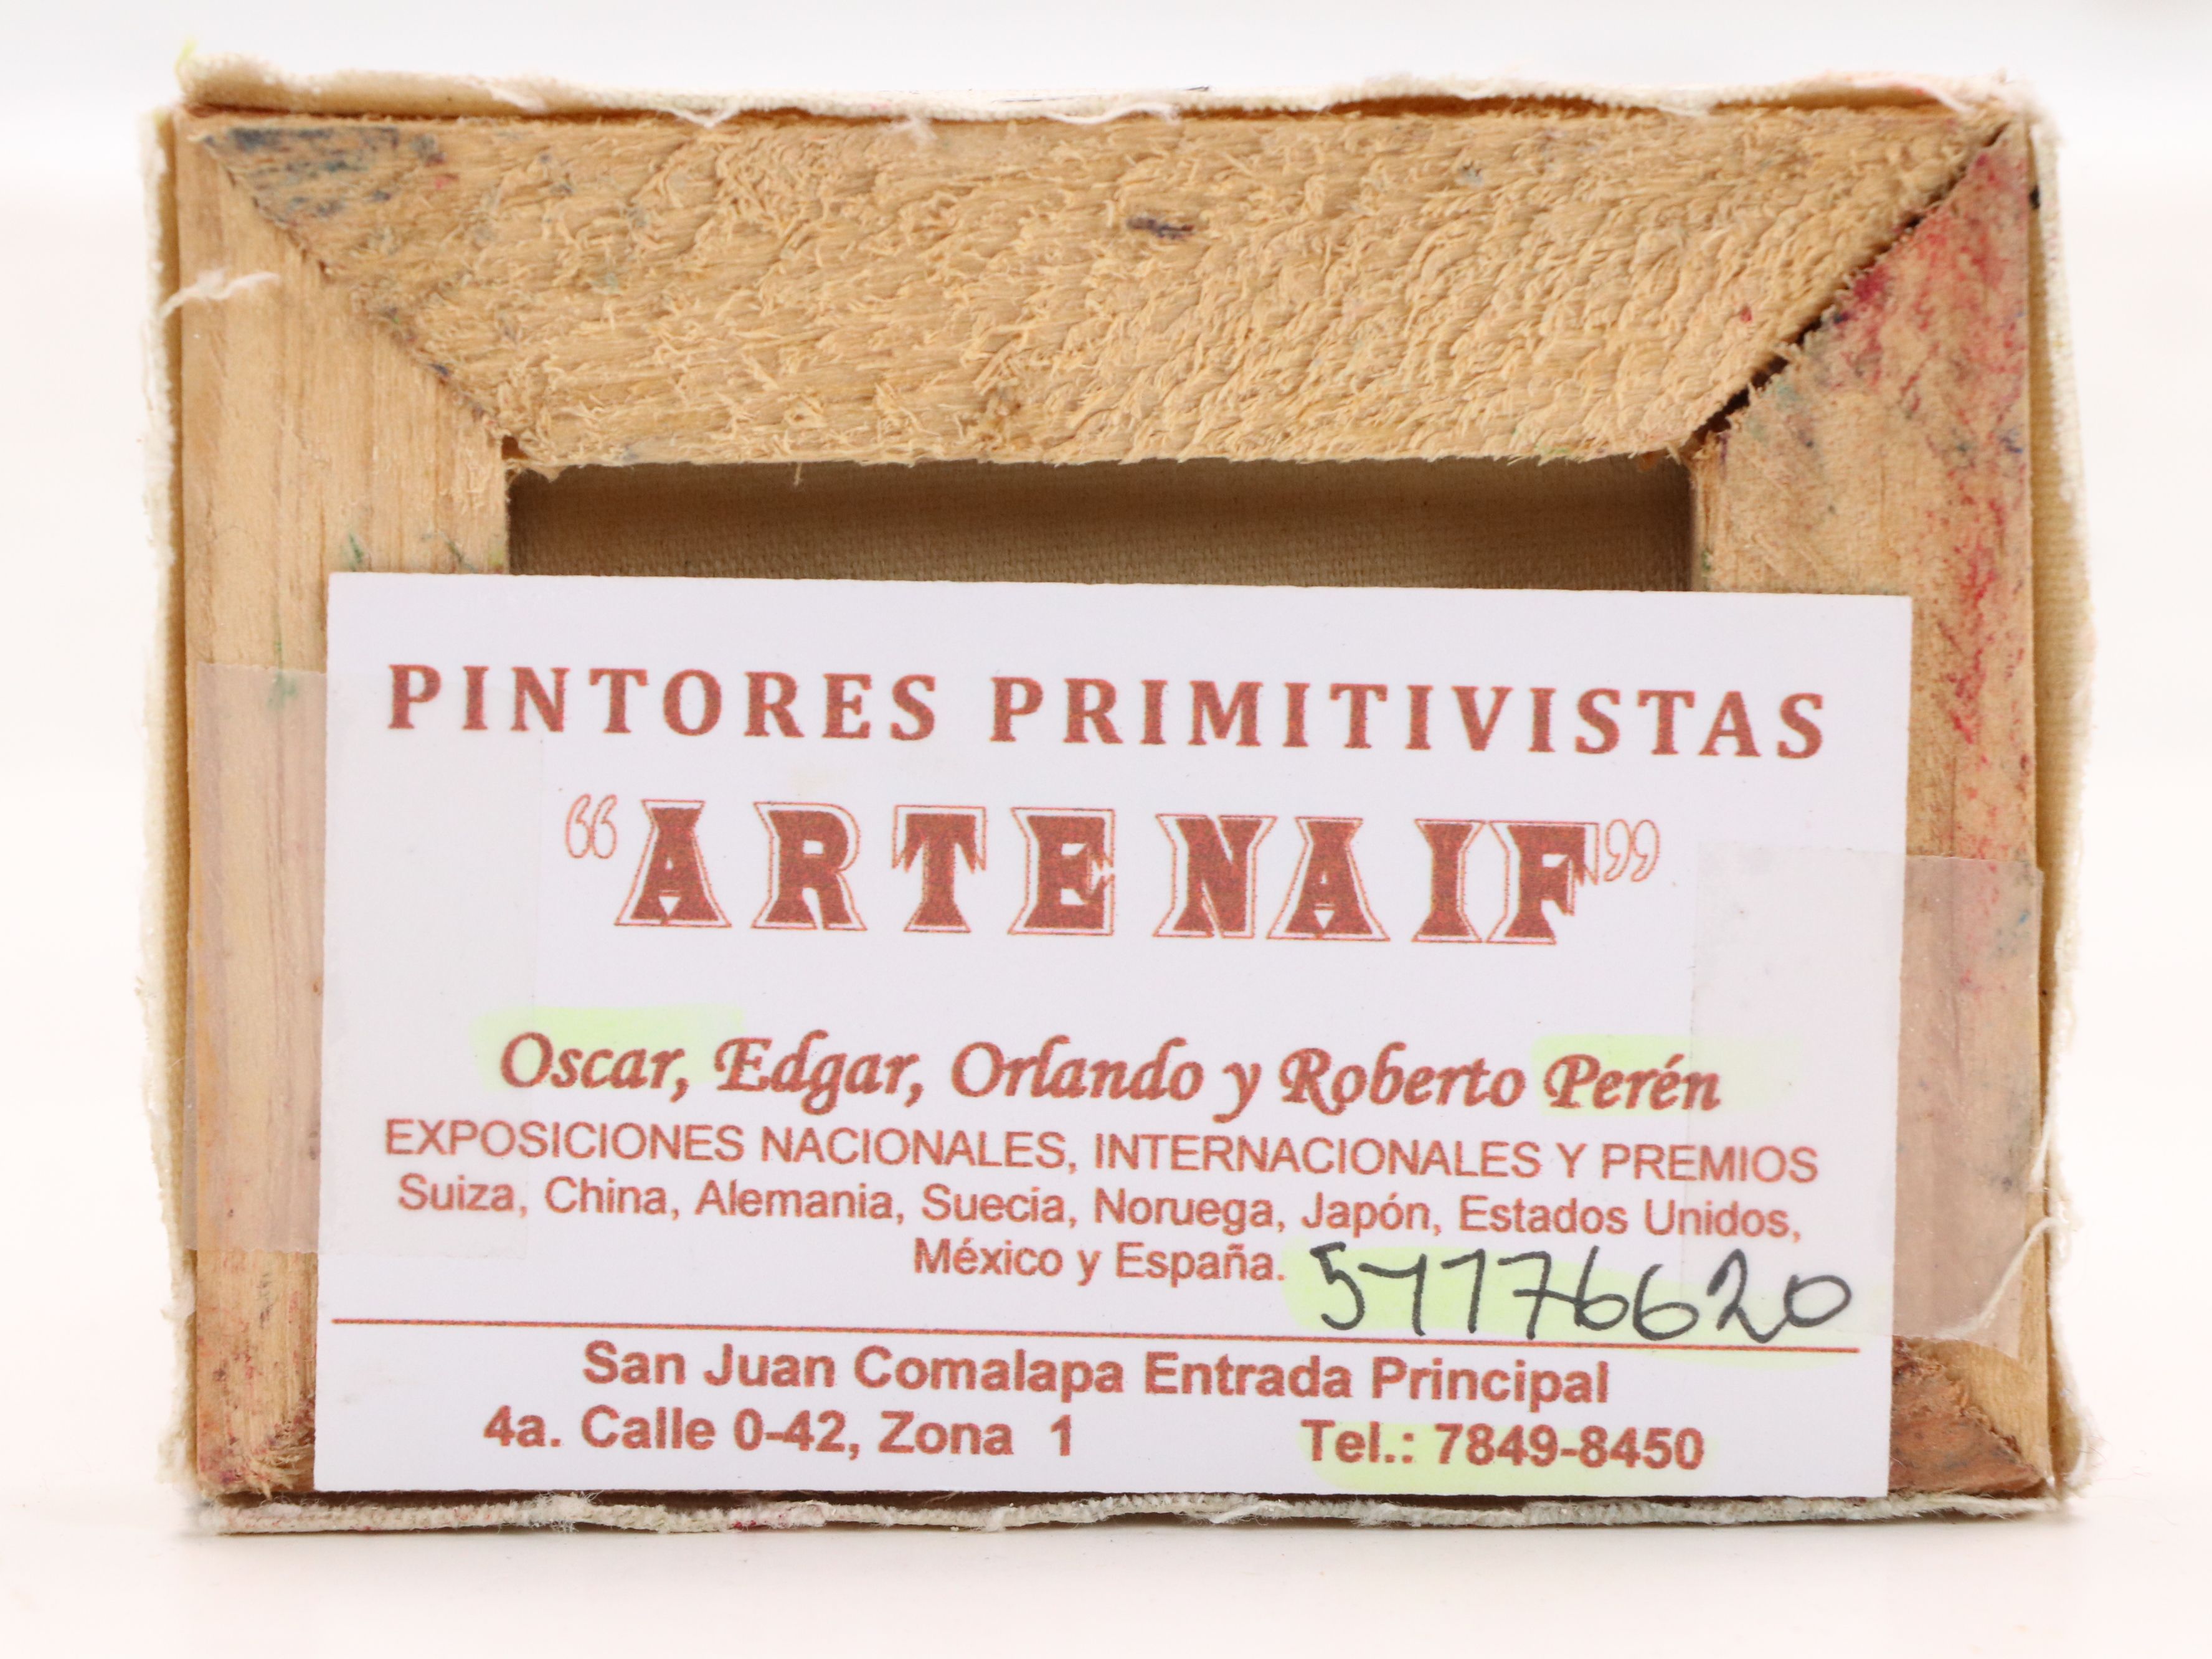 PINTORES PRIMITIVISTAS
“ARTE NAIF”
Oscar, Edgar, Orlando y Roberto Perén
EXPOSICIONES NACIONALES, INTERNACIONALES Y PREMIOS
Suiza, China, Alemania, Suecia, Noruega, Japón, Estados Unidos,
México y España. 54176620
San Juan Comalapa Entrada Principal
4a. Calle 0-42, Zona 1 Tel.: 7849-8450